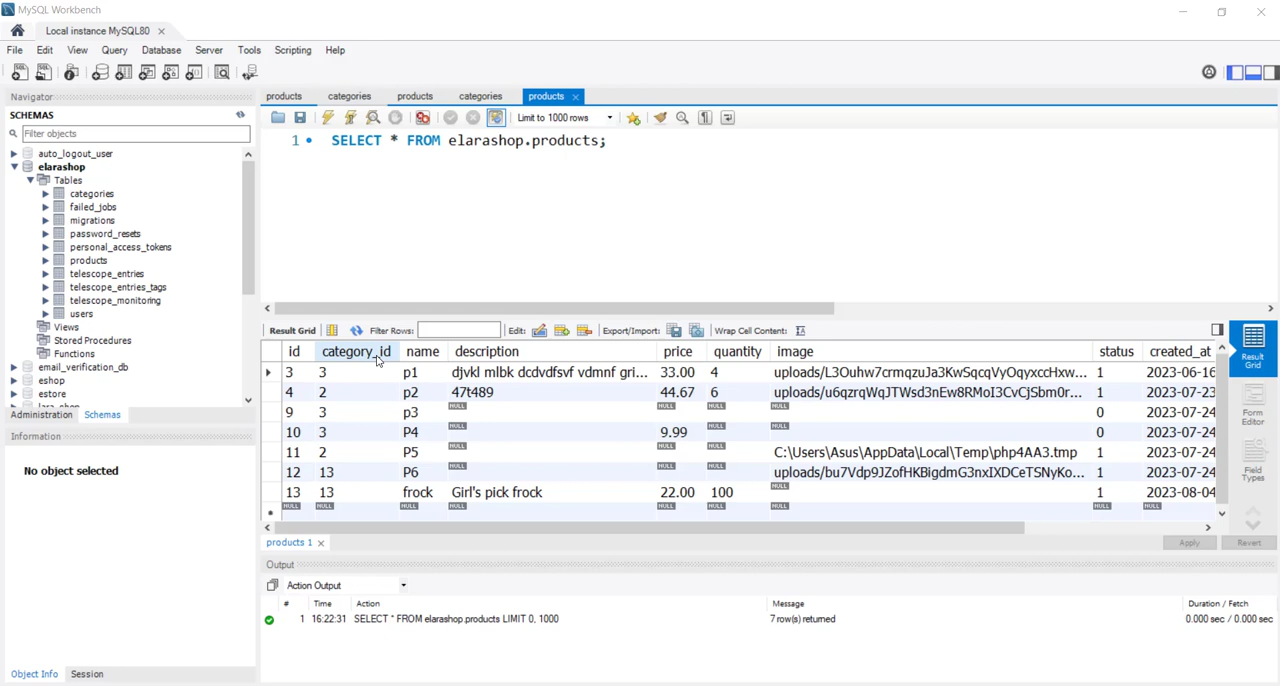 MySQL Workbench
Local instance MySQL80
File Edit View Query Database Server Tools Scripting Help
Navigator
SCHEMAS
Filter objects
auto_logout_user
elarashop
Tables
categories
failed_jobs
migrations
password_resets
personal_access_tokens
products
telescope_entries
telescope_entries_tags
telescope_monitoring
users
Views
Stored Procedures
Functions
email_verification_db
eshop
estore
Administration Schemas
Information
No object selected
Object Info Session
products categories products categories products
Limit to 1000 rows
1 SELECT * FROM elarashop.products;
Result Grid Filter Rows: Edit: Export/Import: Wrap Cell Content:
id category_id name description price quantity image status created_at
3 3 p1 djvkl mlbk dcdvdfsvf vdmnf gri... 33.00 4 1 2023-06-16
4 2 p2 47t489 44.67 6 1 2023-07-23
9 3 p3 NULL NULL NULL NULL 0 2023-07-24
10 3 P4 NULL 9.99 NULL NULL 0 2023-07-24
11 2 P5 NULL NULL NULL C:\Users\Asus\AppData\Local\Temp\php4AA3.tmp 1 2023-07-24
12 13 P6 NULL NULL NULL 1 2023-07-24
13 13 frock Girl's pick frock 22.00 100 NULL 1 2023-08-04
NULL NULL NULL NULL NULL NULL NULL NULL NULL
Result Grid
Form Editor
Field Types
products 1
Apply Revert
Output
Action Output
# Time Action Message Duration / Fetch
1 16:22:31 SELECT * FROM elarashop.products LIMIT 0, 1000 7 row(s) returned 0.000 sec / 0.000 sec